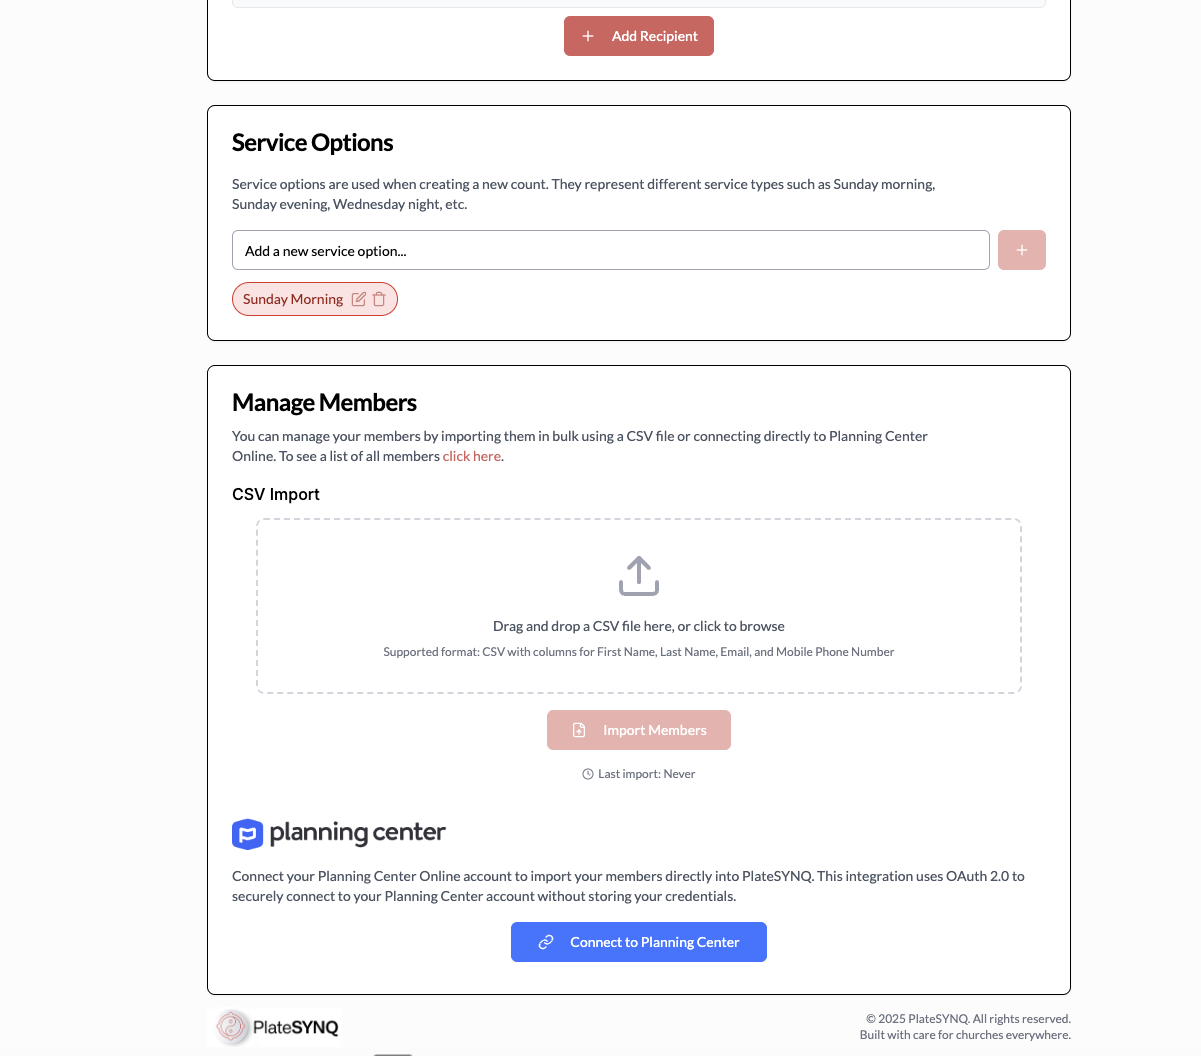 Add Recipient
Service Options
Service options are used when creating a new count. They represent different service types such as Sunday morning,
Sunday evening, Wednesday night, etc.
Add a new service option...
Sunday Morning
Manage Members
You can manage your members by importing them in bulk using a CSV file or connecting directly to Planning Center
Online. To see a list of all members click here.
CSV Import
Drag and drop a CSV file here, or click to browse
Supported format: CSV with columns for First Name, Last Name, Email, and Mobile Phone Number
Import Members
Last import: Never
planning center
Connect your Planning Center Online account to import your members directly into PlateSYNQ. This integration uses OAuth 2.0 to
securely connect to your Planning Center account without storing your credentials.
Connect to Planning Center
PlateSYNQ
© 2025 PlateSYNQ. All rights reserved.
Built with care for churches everywhere.